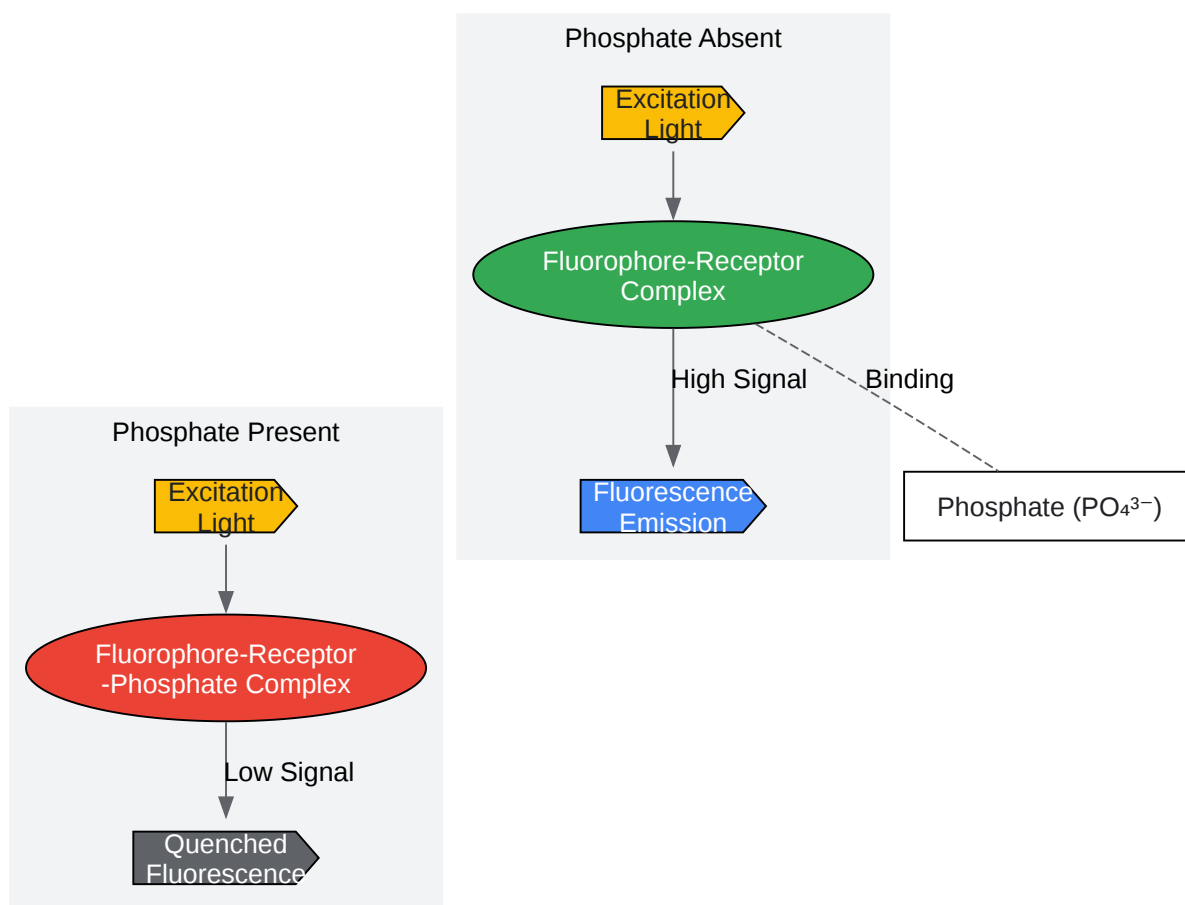 Phosphate Absent
Excitation
Light
Fluorophore-Receptor
Complex
High Signal
Binding
Fluorescence
Emission
Phosphate (PO₄³⁻)
Phosphate Present
Excitation
Light
Fluorophore-Receptor
-Phosphate Complex
Low Signal
Quenched
Fluorescence